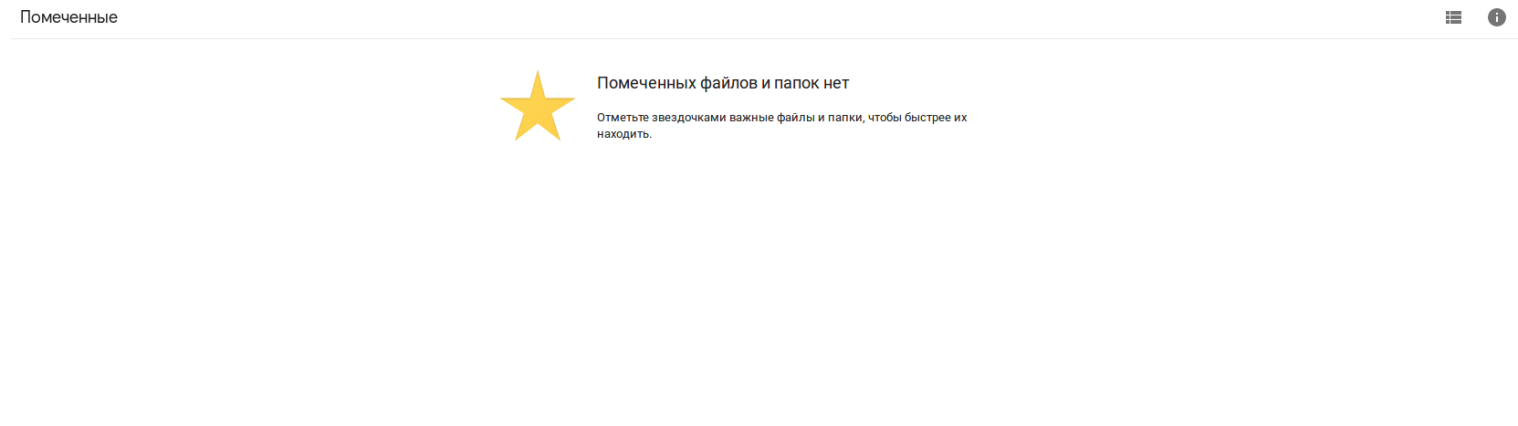 Помеченные
Помеченных файлов и папок нет
Отметьте звездочками важные файлы и папки, чтобы быстрее их
находить.